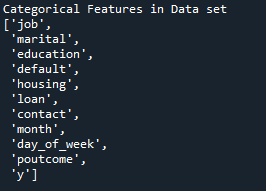 Categorical Features in Data set
['job',
 'marital',
 'education',
 'default',
 'housing',
 'loan',
 'contact',
 'month',
 'day_of_week',
 'poutcome',
 'y']